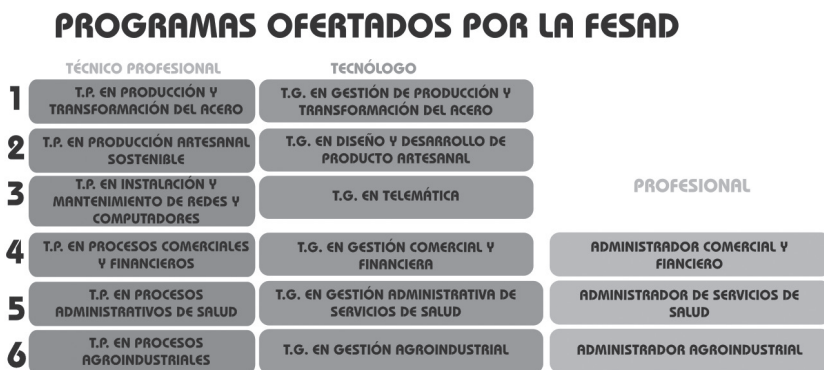 PROGRAMAS OFERTADOS POR LA FESAD
TÉCNICO PROFESIONAL
TECNÓLOGO
1
T.P. EN PRODUCCIÓN Y
TRANSFORMACIÓN DEL ACERO
T.G. EN GESTIÓN DE PRODUCCIÓN Y
TRANSFORMACIÓN DEL ACERO
2
T.P. EN PRODUCCIÓN ARTESANAL
SOSTENIBLE
T.G. EN DISEÑO Y DESARROLLO DE
PRODUCTO ARTESANAL
3
T.P. EN INSTALACIÓN Y
MANTENIMIENTO DE REDES Y
COMPUTADORES
T.G. EN TELEMÁTICA
PROFESIONAL
4
T.P. EN PROCESOS COMERCIALES
Y FINANCIEROS
T.G. EN GESTIÓN COMERCIAL Y
FINANCIERA
ADMINISTRADOR COMERCIAL Y
FIANCIERO
5
T.P. EN PROCESOS
ADMINISTRATIVOS DE SALUD
T.G. EN GESTIÓN ADMINISTRATIVA DE
SERVICIOS DE SALUD
ADMINISTRADOR DE SERVICIOS DE
SALUD
6
T.P. EN PROCESOS
AGROINDUSTRIALES
T.G. EN GESTIÓN AGROINDUSTRIAL
ADMINISTRADOR AGROINDUSTRIAL